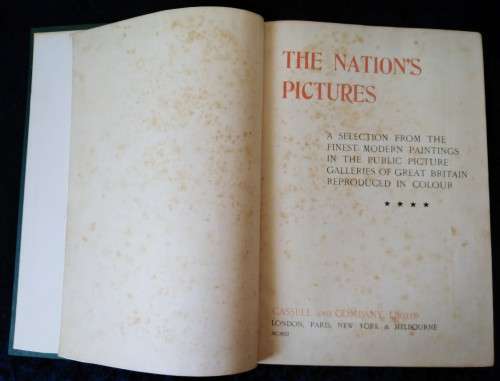 THE NATION'S
PICTURES
A SELECTION FROM THE
FINEST MODERN PAINTINGS
IN THE PUBLIC PICTURE
GALLERIES OF GREAT BRITAIN
REPRODUCED IN COLOUR
★ ★ ★ ★
CASSELL AND COMPANY, LIMITED
LONDON, PARIS, NEW YORK & MELBOURNE